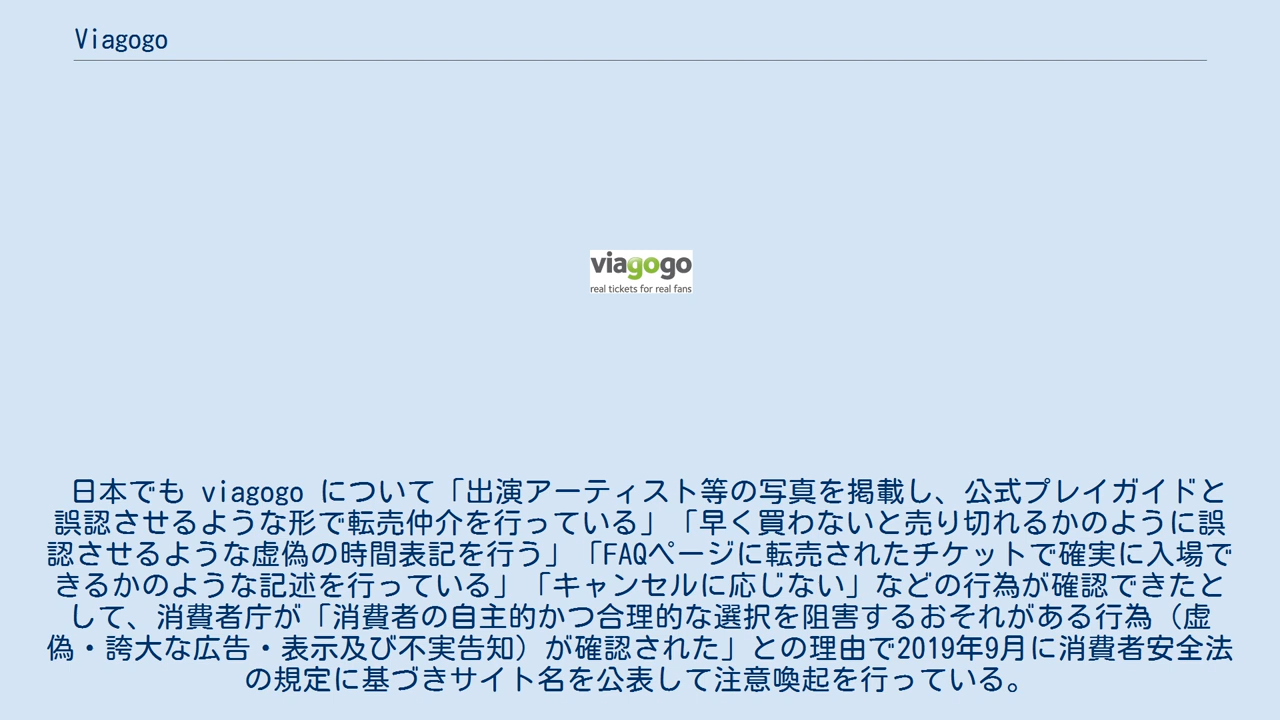 Viagogo
viagogo
real tickets for real fans
日本でも viagogo について「出演アーティスト等の写真を掲載し、公式プレイガイドと
誤認させるような形で転売仲介を行っている」「早く買わないと売り切れるかのように誤
認させるような虚偽の時間表記を行う」「FAQページに転売されたチケットで確実に入場で
きるかのような記述を行っている」「キャンセルに応じない」などの行為が確認できたと
して、消費者庁が「消費者の自主的かつ合理的な選択を阻害するおそれがある行為（虚
偽・誇大な広告・表示及び不実告知）が確認された」との理由で2019年9月に消費者安全法
の規定に基づきサイト名を公表して注意喚起を行っている。